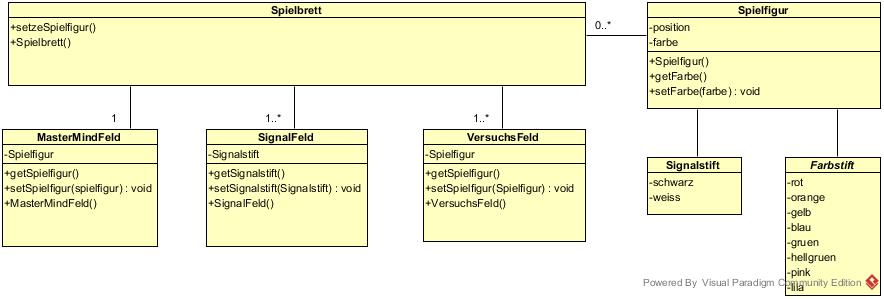 Spielbrett
+setzeSpielfigur()
+Spielbrett()
0..*
Spielfigur
-position
-farbe
+Spielfigur()
+getFarbe()
+setFarbe(farbe) : void
1
1..*
1..*
MasterMindFeld
-Spielfigur
+getSpielfigur()
+setSpielfigur(spielfigur) : void
+MasterMindFeld()
SignalFeld
-Signalstift
+getSignalstift()
+setSignalstift(Signalstift) : void
+SignalFeld()
VersuchsFeld
-Spielfigur
+getSpielfigur()
+setSpielfigur(Spielfigur) : void
+VersuchsFeld()
Signalstift
-schwarz
-weiss
Farbstift
-rot
-orange
-gelb
-blau
-gruen
-hellgruen
-pink
-lila
Powered By Visual Paradigm Community Edition